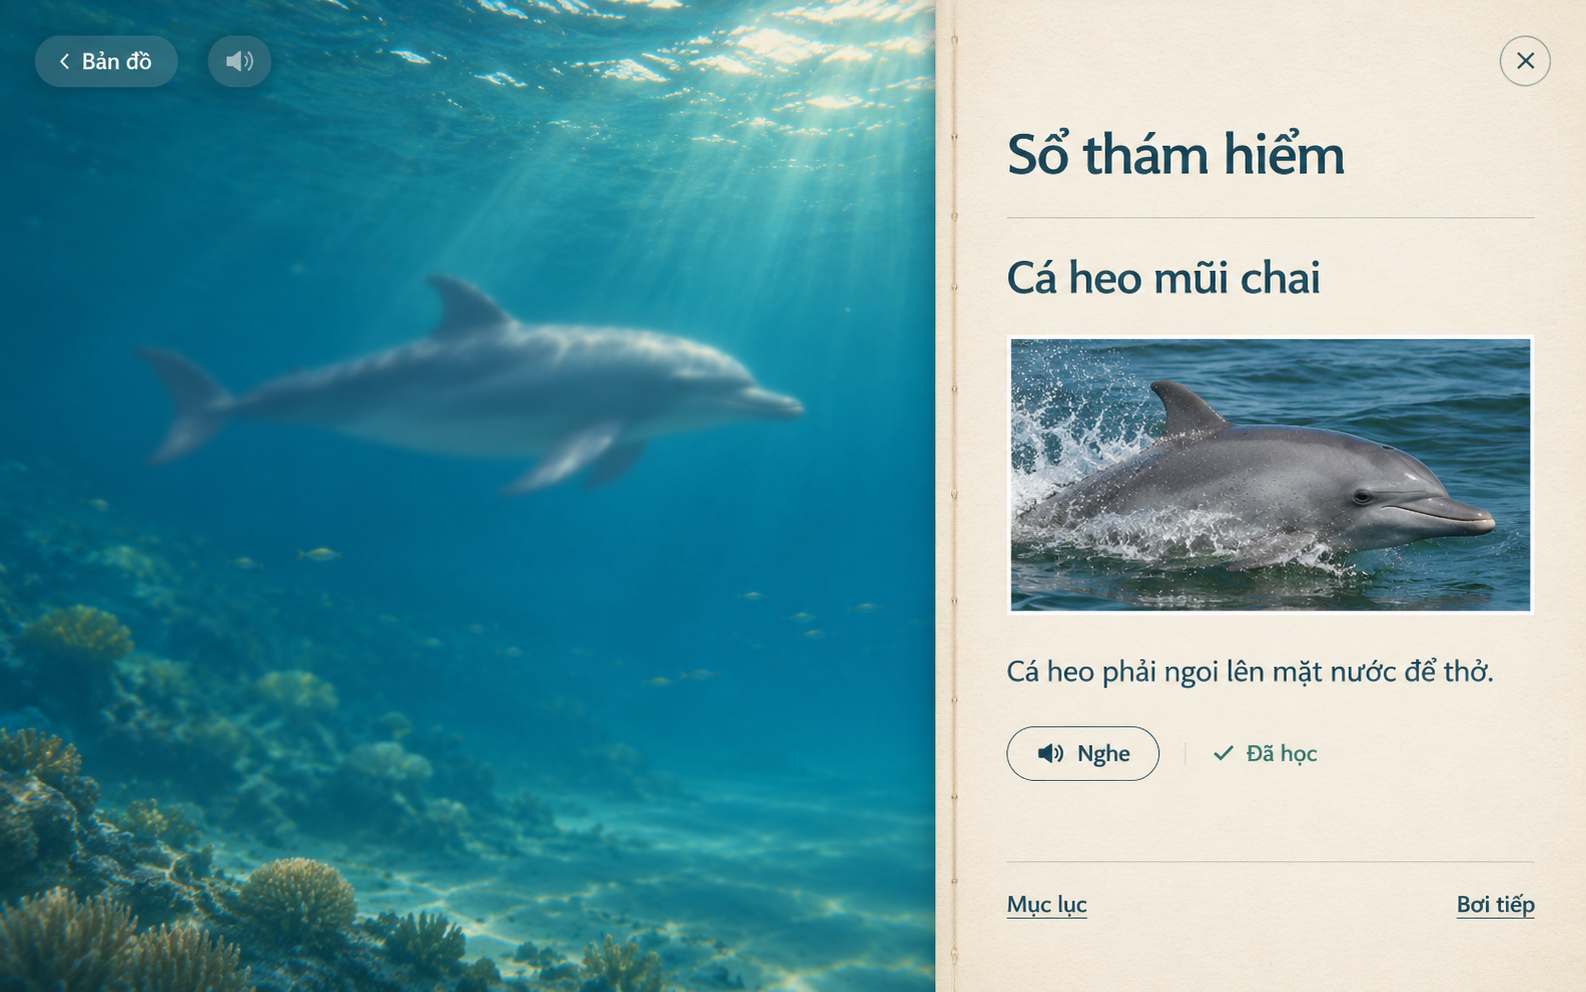 Bản đồ
Sổ thám hiểm
Cá heo mũi chai
Cá heo phải ngoi lên mặt nước để thở.
Nghe
Đã học
Mục lục
Bơi tiếp